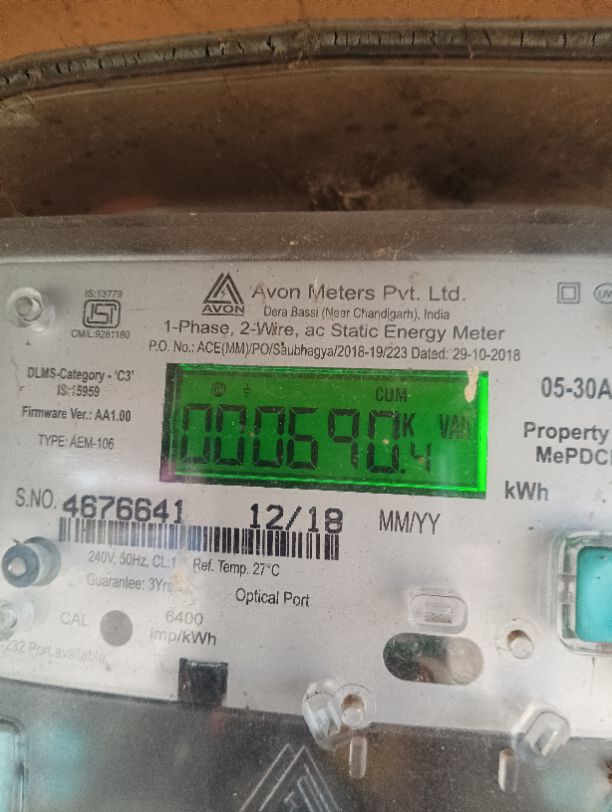 IS:13779
ISI
CM/L:9261160
AVON
Avon Meters Pvt. Ltd.
Dera Bassi (Near Chandigarh), India
1-Phase, 2-Wire, ac Static Energy Meter
P.O. No.: ACE(MM)/PO/Saubhagya/2018-19/223 Dated: 29-10-2018
DLMS-Category - 'C3'
IS:15959
Firmware Ver.: AA1.00
TYPE: AEM-106
CUM
000690.4 K VAh
05-30A
Property
MePDC
kWh
S.NO. 4676641 12/18 MM/YY
240V, 50Hz, CL:1, Ref. Temp. 27°C
Guarantee: 3Yrs
Optical Port
CAL
6400
imp/kWh
232 Port available